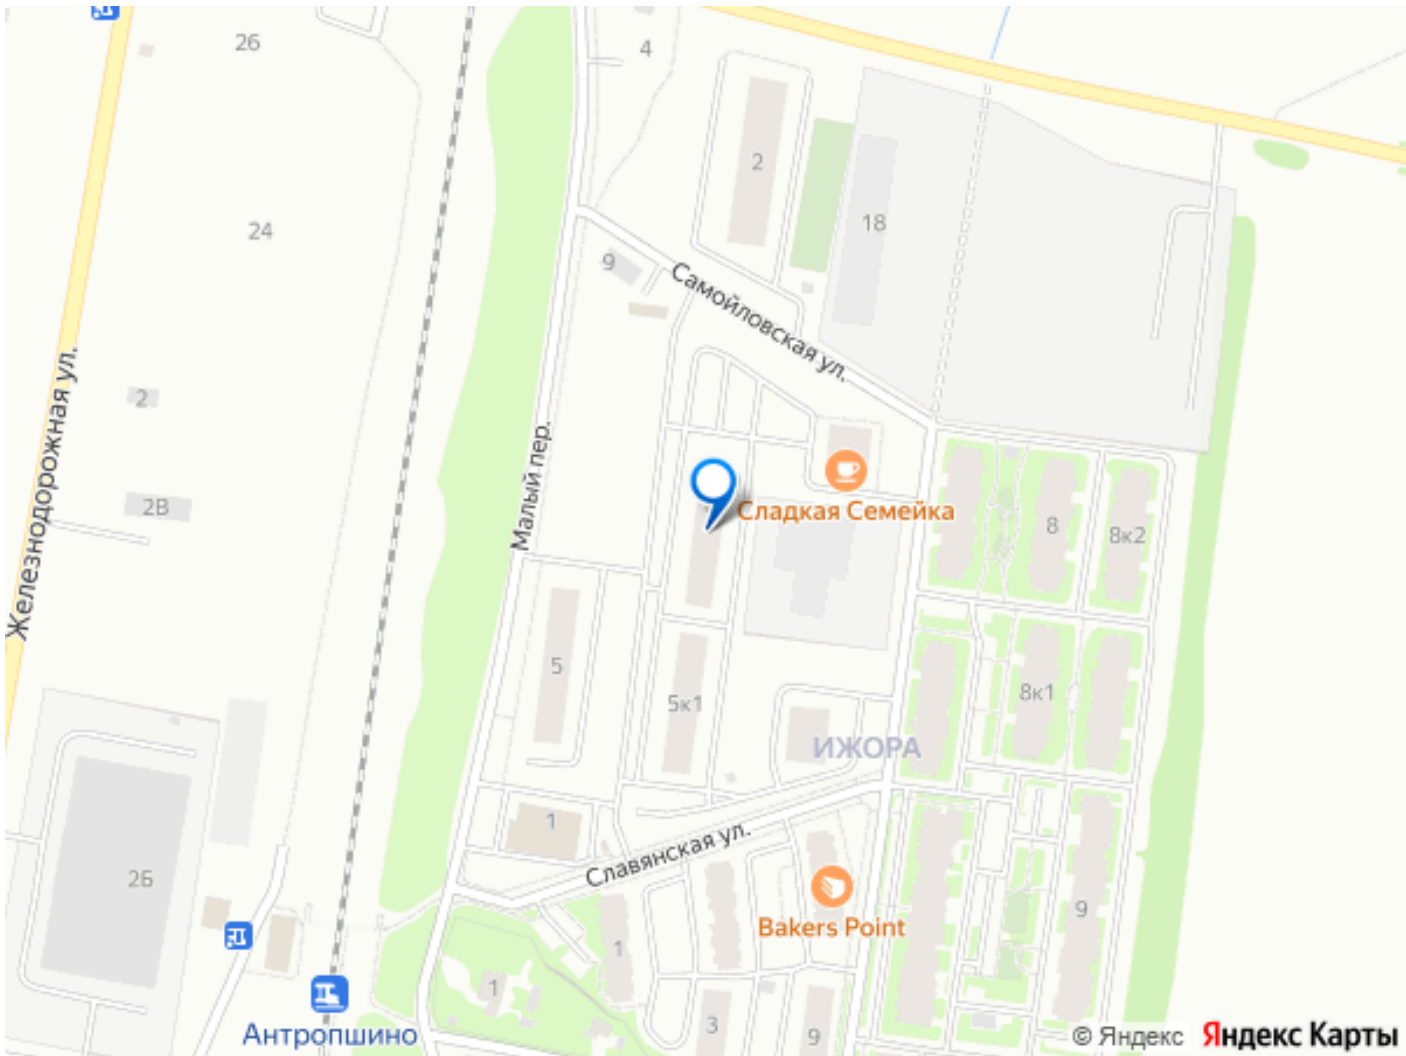 26
4
2
18
24
9
Самойловская ул.
Железнодорожная ул.
2
Малый пер.
2В
Сладкая Семейка
8
8к2
5
5к1
8к1
ИЖОРА
1
Славянская ул.
2Б
Bakers Point
9
1
1
3
9
Антропшино
© Яндекс Яндекс Карты